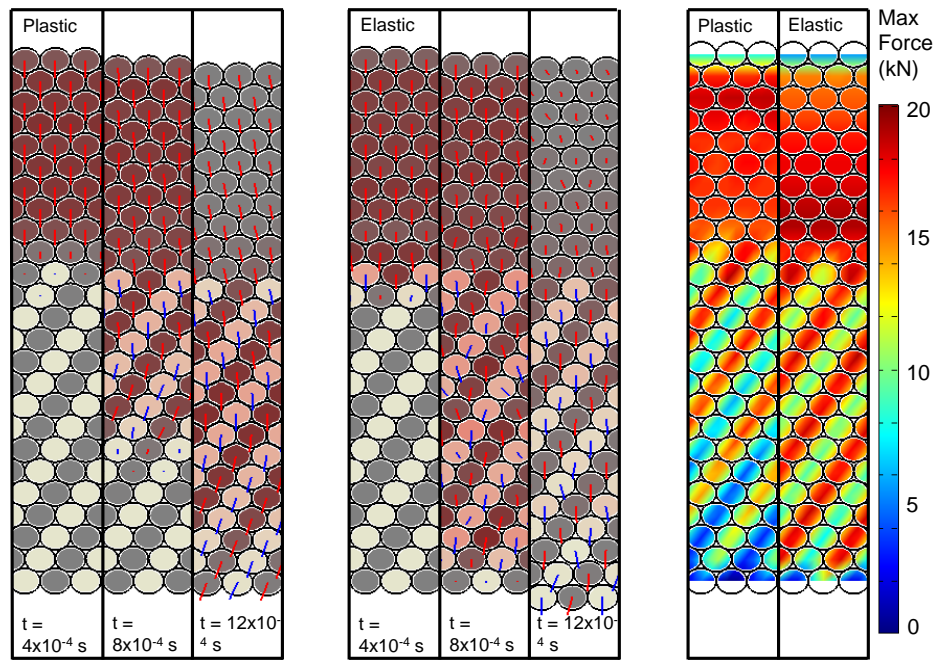 Plastic
t =
4x10-4 s
t =
8x10-4 s
t = 12x10-
4 s
Elastic
t =
4x10-4 s
t =
8x10-4 s
t = 12x10-
4 s
Plastic
Elastic
Max
Force
(kN)
20
15
10
5
0